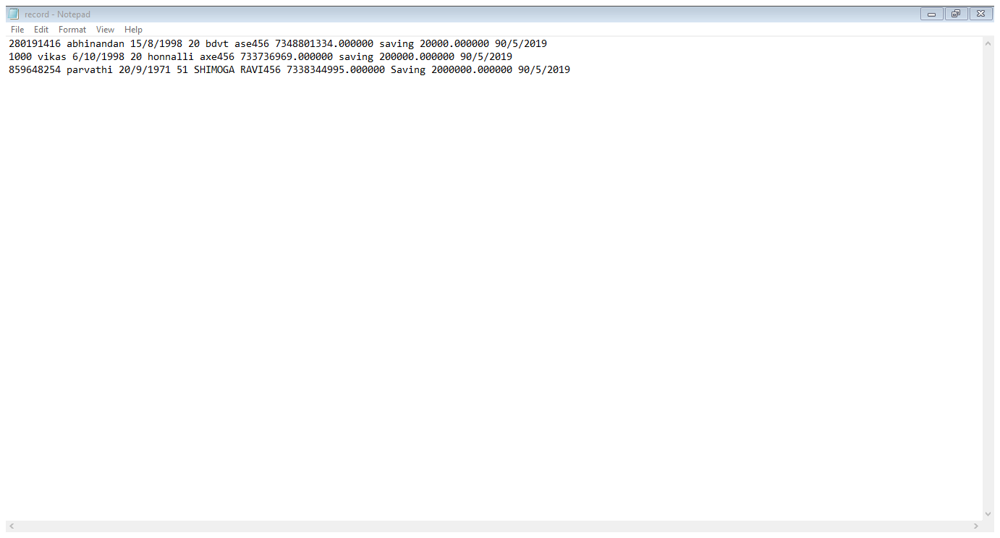 record - Notepad
File Edit Format View Help
280191416 abhinandan 15/8/1998 20 bdvt ase456 7348801334.000000 saving 20000.000000 90/5/2019
1000 vikas 6/10/1998 20 honnalli axe456 733736969.000000 saving 200000.000000 90/5/2019
859648254 parvathi 20/9/1971 51 SHIMOGA RAVI456 7338344995.000000 Saving 2000000.000000 90/5/2019